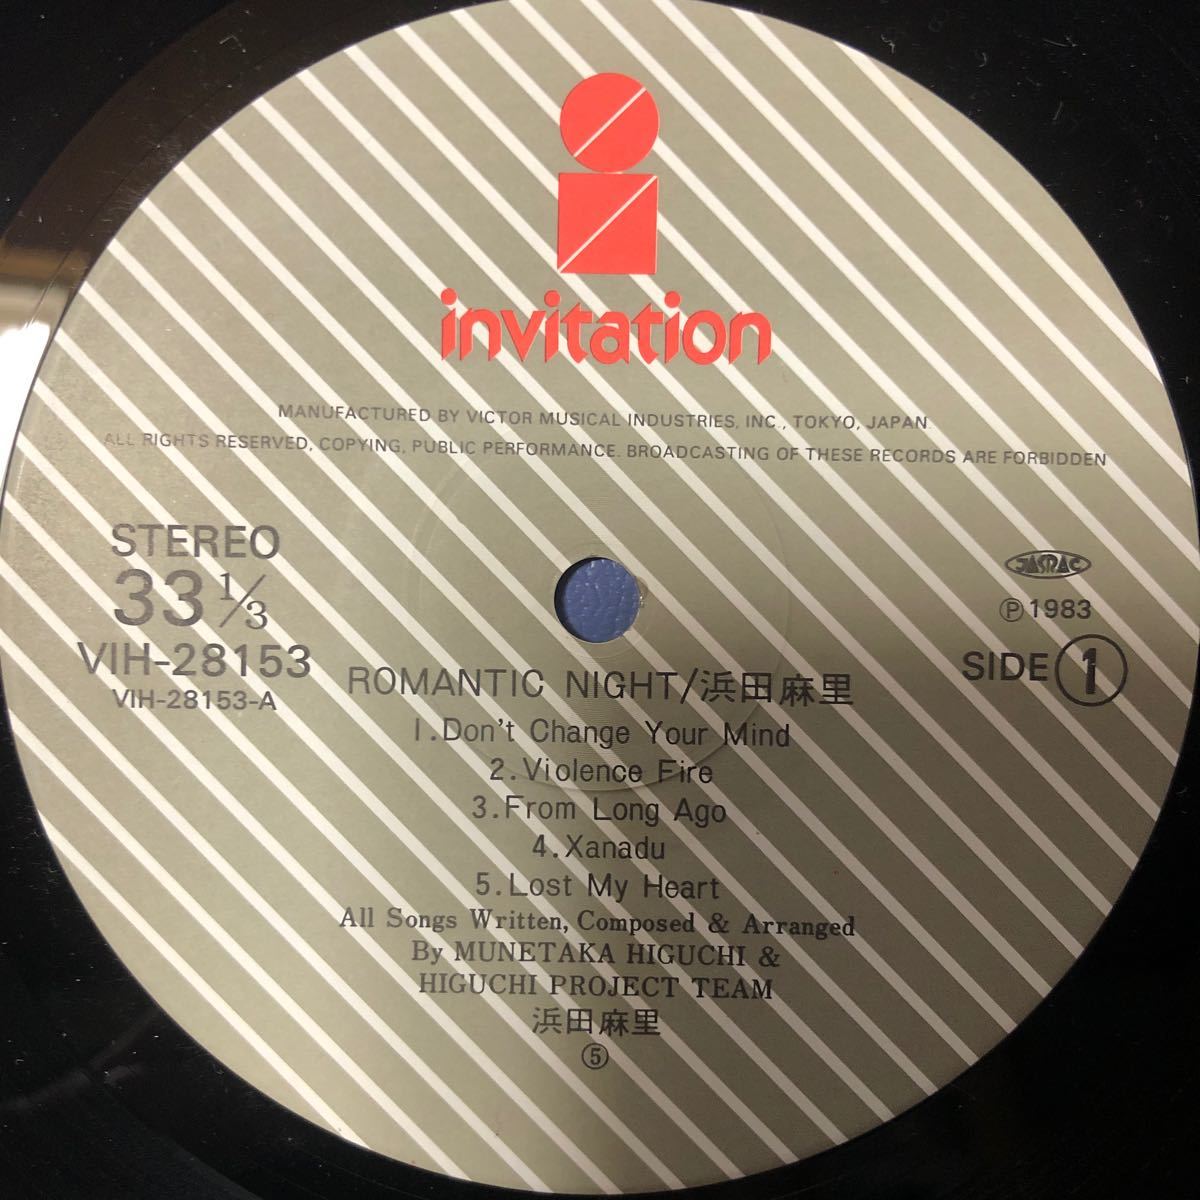 invitation
MANUFACTURED BY VICTOR MUSICAL INDUSTRIES, INC., TOKYO, JAPAN.
ALL RIGHTS RESERVED, COPYING, PUBLIC PERFORMANCE. BROADCASTING OF THESE RECORDS ARE FORBIDDEN
STEREO
33 1/3
VIH-28153
VIH-28153-A
JASRAC
Ⓟ1983
SIDE 1
ROMANTIC NIGHT/浜田麻里
1.Don't Change Your Mind
2.Violence Fire
3.From Long Ago
4.Xanadu
5.Lost My Heart
All Songs Written, Composed & Arranged
By MUNETAKA HIGUCHI &
HIGUCHI PROJECT TEAM
浜田麻里
⑤